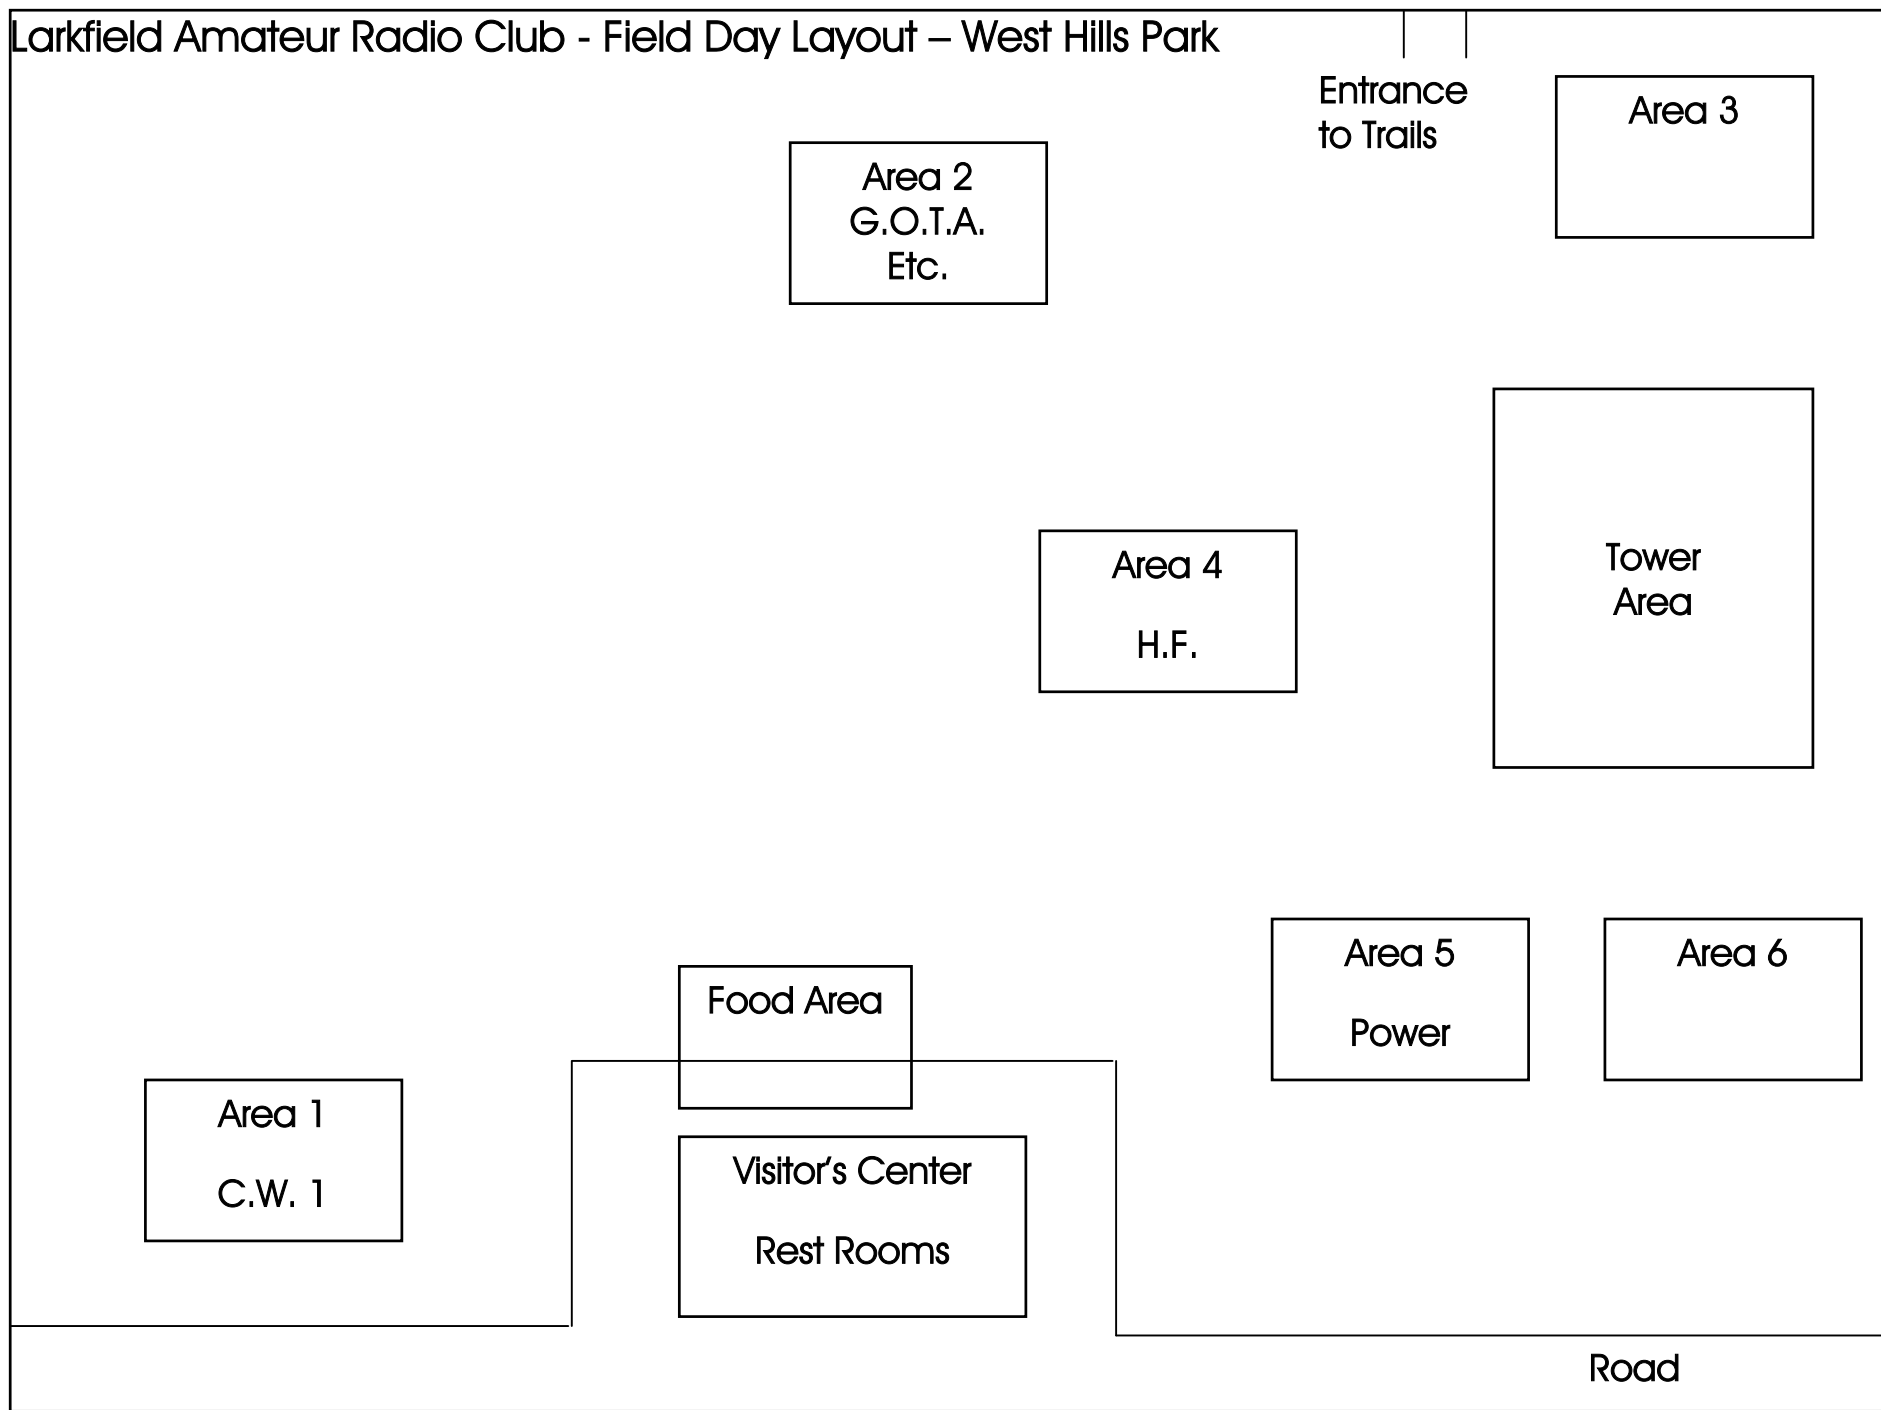 Larkfield Amateur Radio Club - Field Day Layout – West Hills Park
Entrance
to Trails
Area 3
Area 2
G.O.T.A.
Etc.
Area 4
H.F.
Tower
Area
Area 5
Power
Area 6
Food Area
Area 1
C.W. 1
Visitor’s Center
Rest Rooms
Road